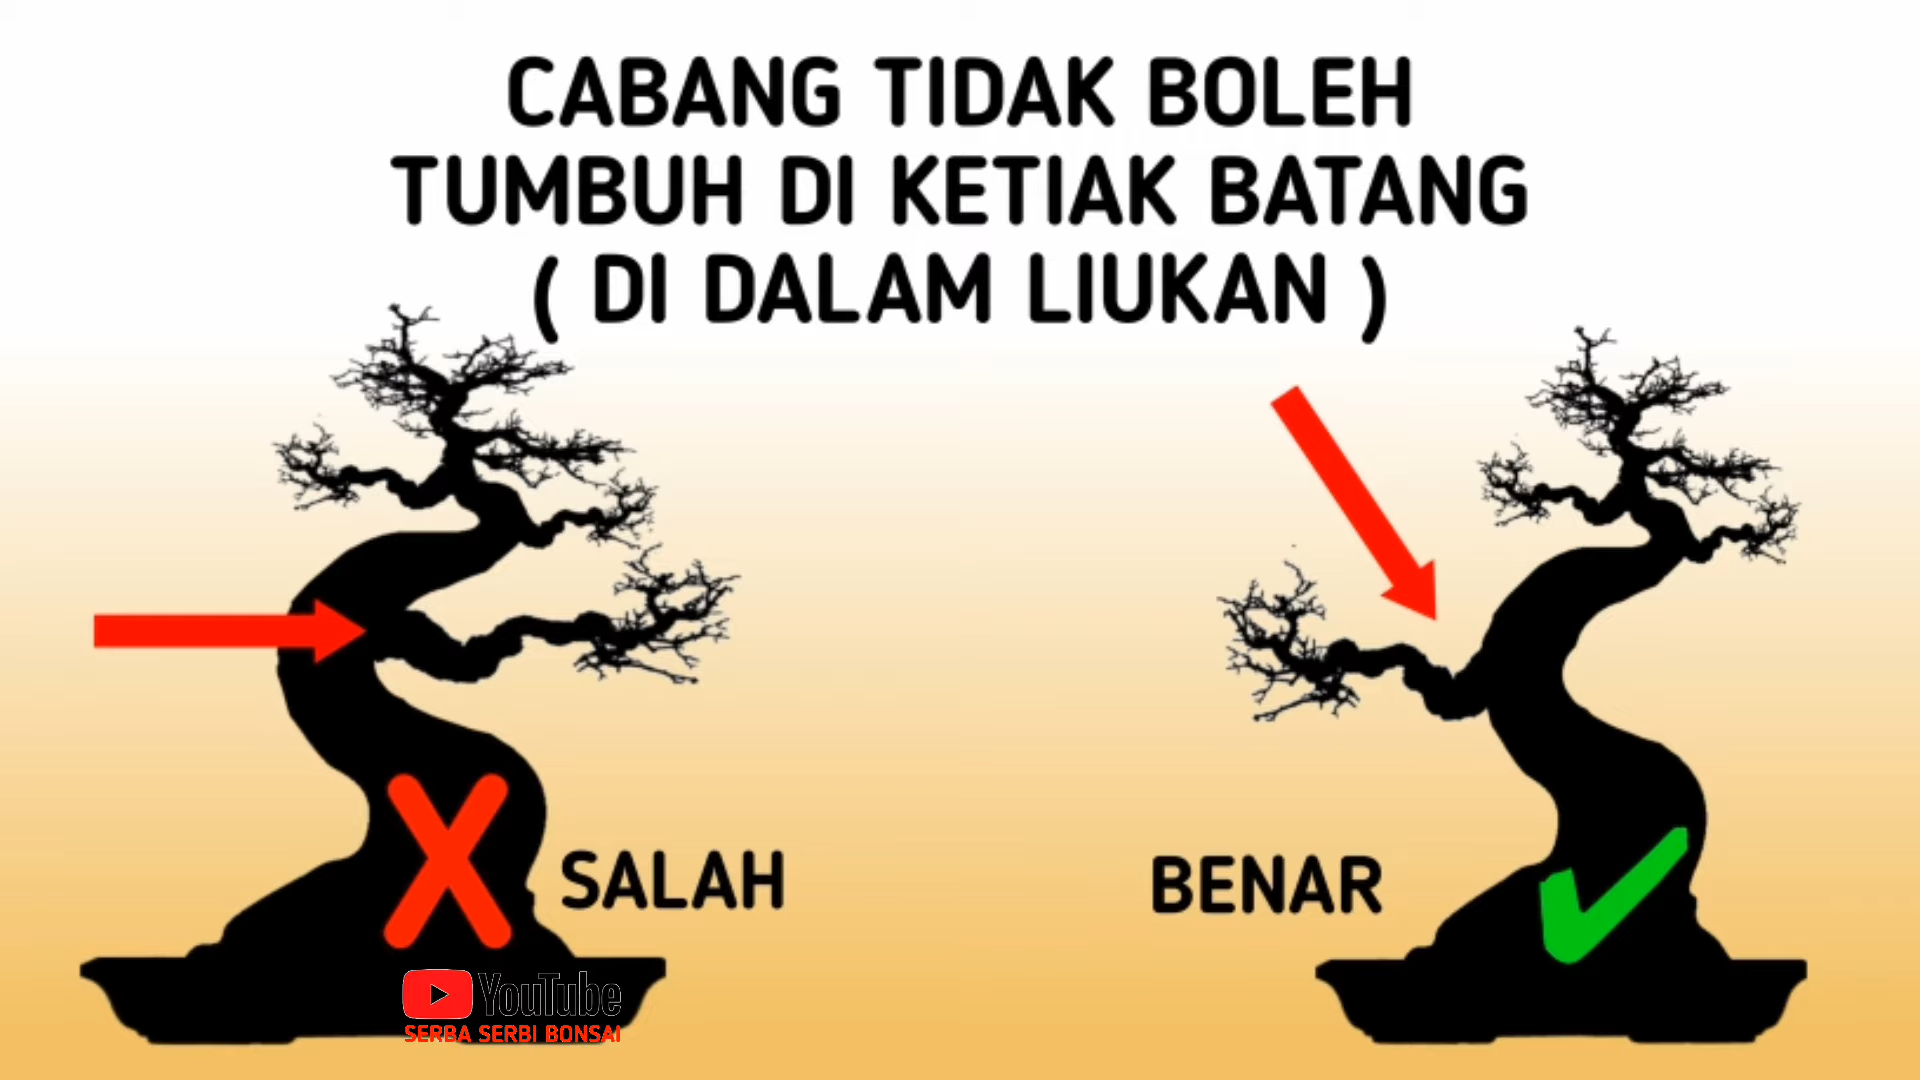 CABANG TIDAK BOLEH
TUMBUH DI KETIAK BATANG
( DI DALAM LIUKAN )
SALAH
BENAR
YouTube
SERBA SERBI BONSAI